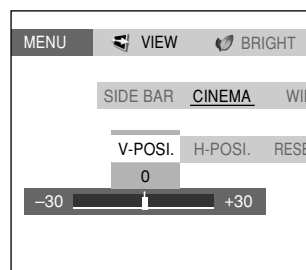 MENU VIEW BRIGHT
SIDE BAR CINEMA
V-POSI. H-POSI.
0
–30 +30